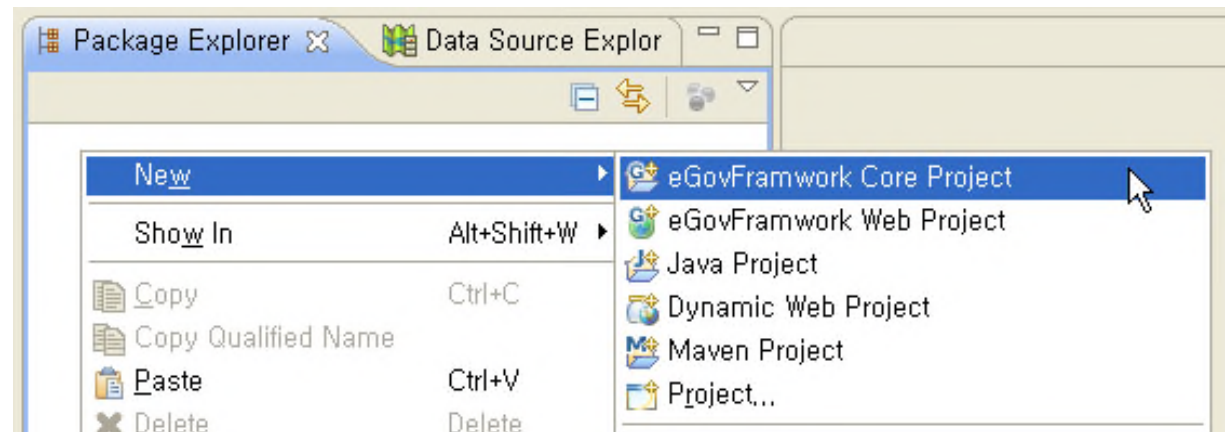 Package Explorer Data Source Explor
New
Show In Alt+Shift+W
Copy Ctrl+C
Copy Qualified Name
Paste Ctrl+V
Delete Delete
eGovFramwork Core Project
eGovFramwork Web Project
Java Project
Dynamic Web Project
Maven Project
Project...